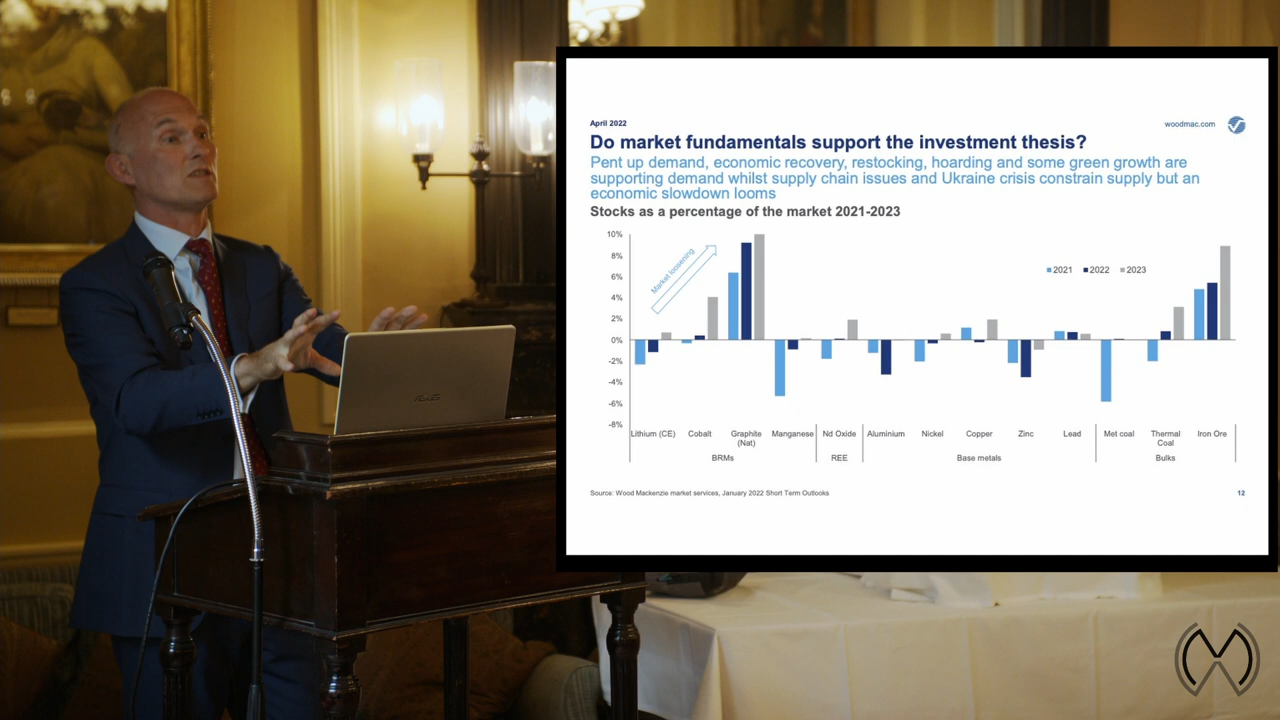 April 2022
woodmac.com
Do market fundamentals support the investment thesis?
Pent up demand, economic recovery, restocking, hoarding and some green growth are
supporting demand whilst supply chain issues and Ukraine crisis constrain supply but an
economic slowdown looms
Stocks as a percentage of the market 2021-2023
10%
8%
6%
4%
2%
0%
-2%
-4%
-6%
-8%
Market loosening
2021 2022 2023
Lithium (CE) Cobalt Graphite (Nat) Manganese Nd Oxide Aluminium Nickel Copper Zinc Lead Met coal Thermal Coal Iron Ore
BRMs REE Base metals Bulks
Source: Wood Mackenzie market services, January 2022 Short Term Outlooks
12
ASUS